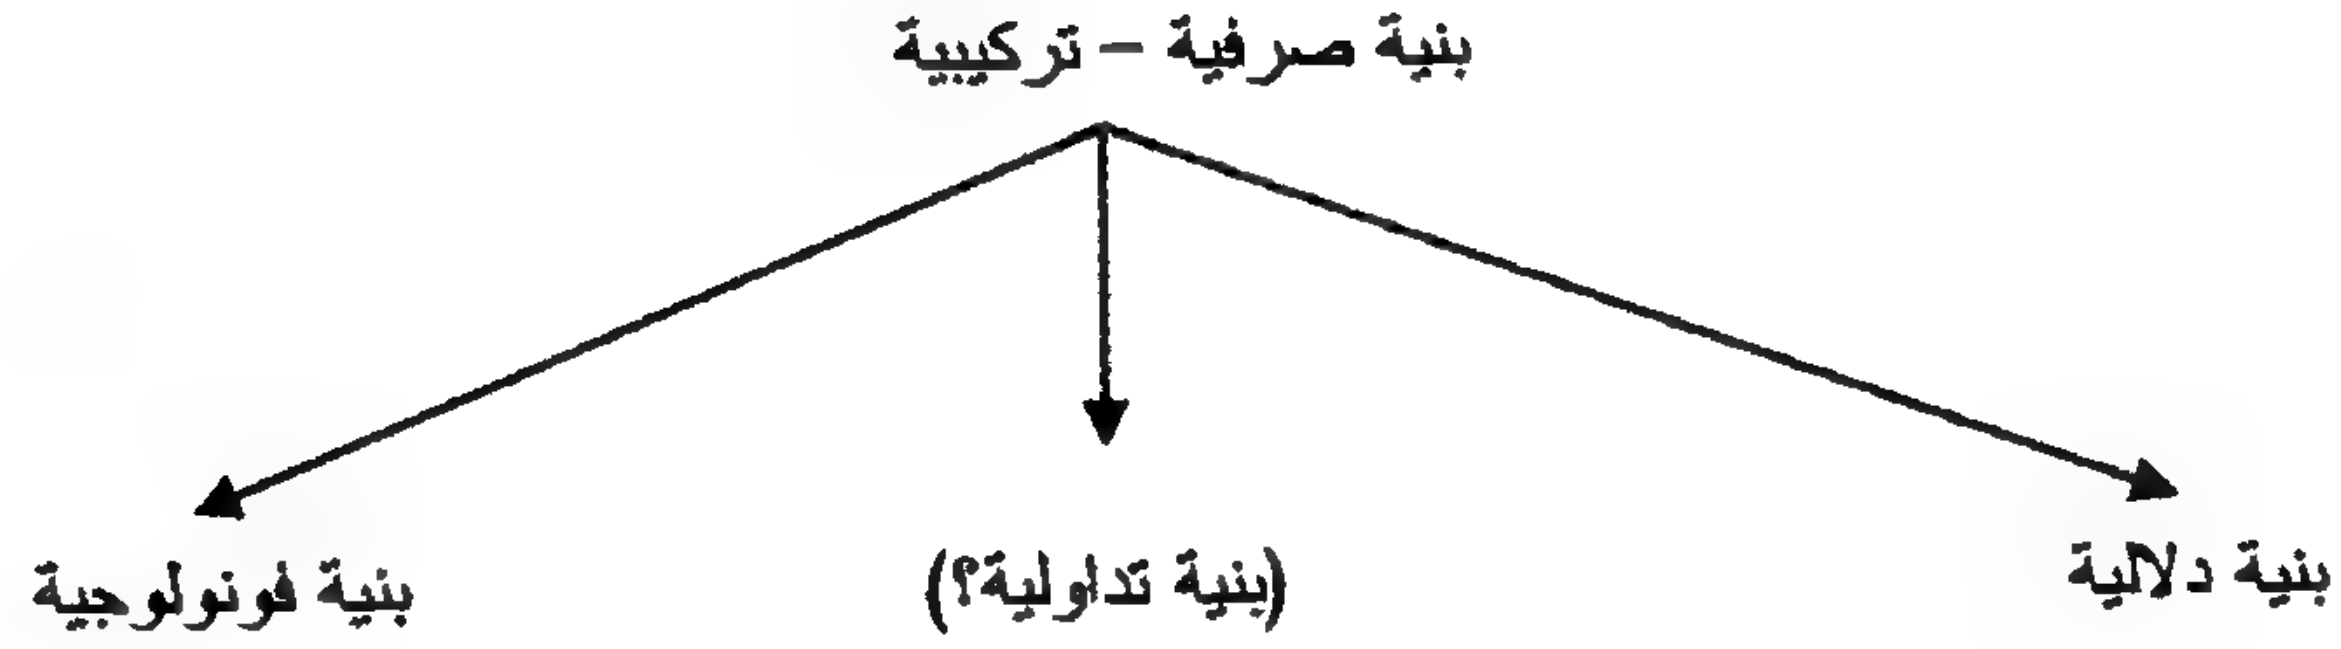 بنية صرفية – تركيبية
بنية دلالية
(بنية تداولية؟)
بنية فونولوجية